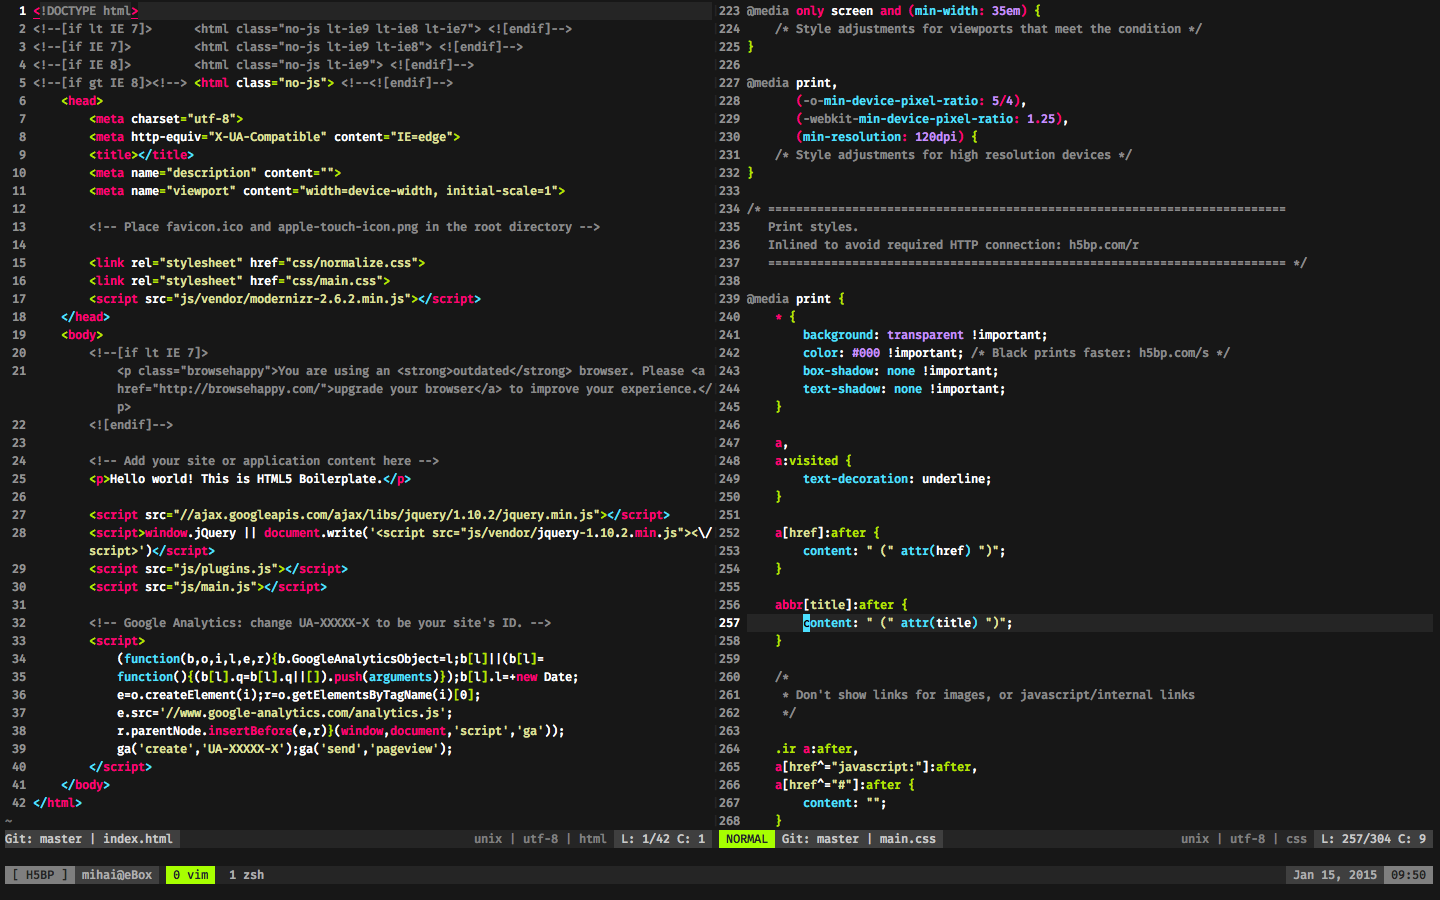 1 <!DOCTYPE html>
2 <!--[if lt IE 7]>      <html class="no-js lt-ie9 lt-ie8 lt-ie7"> <![endif]-->
3 <!--[if IE 7]>         <html class="no-js lt-ie9 lt-ie8"> <![endif]-->
4 <!--[if IE 8]>         <html class="no-js lt-ie9"> <![endif]-->
5 <!--[if gt IE 8]><!--> <html class="no-js"> <!--<![endif]-->
6     <head>
7         <meta charset="utf-8">
8         <meta http-equiv="X-UA-Compatible" content="IE=edge">
9         <title></title>
10         <meta name="description" content="">
11         <meta name="viewport" content="width=device-width, initial-scale=1">
12
13         <!-- Place favicon.ico and apple-touch-icon.png in the root directory -->
14
15         <link rel="stylesheet" href="css/normalize.css">
16         <link rel="stylesheet" href="css/main.css">
17         <script src="js/vendor/modernizr-2.6.2.min.js"></script>
18     </head>
19     <body>
20         <!--[if lt IE 7]>
21             <p class="browsehappy">You are using an <strong>outdated</strong> browser. Please <a
            href="http://browsehappy.com/">upgrade your browser</a> to improve your experience.</
            p>
22         <![endif]-->
23
24         <!-- Add your site or application content here -->
25         <p>Hello world! This is HTML5 Boilerplate.</p>
26
27         <script src="//ajax.googleapis.com/ajax/libs/jquery/1.10.2/jquery.min.js"></script>
28         <script>window.jQuery || document.write('<script src="js/vendor/jquery-1.10.2.min.js"><\/
        script>')</script>
29         <script src="js/plugins.js"></script>
30         <script src="js/main.js"></script>
31
32         <!-- Google Analytics: change UA-XXXXX-X to be your site's ID. -->
33         <script>
34             (function(b,o,i,l,e,r){b.GoogleAnalyticsObject=l;b[l]||(b[l]=
35             function(){(b[l].q=b[l].q||[]).push(arguments)});b[l].l=+new Date;
36             e=o.createElement(i);r=o.getElementsByTagName(i)[0];
37             e.src='//www.google-analytics.com/analytics.js';
38             r.parentNode.insertBefore(e,r)}(window,document,'script','ga'));
39             ga('create','UA-XXXXX-X');ga('send','pageview');
40         </script>
41     </body>
42 </html>
~
Git: master | index.html
unix | utf-8 | html
L: 1/42 C: 1
223 @media only screen and (min-width: 35em) {
224     /* Style adjustments for viewports that meet the condition */
225 }
226
227 @media print,
228        (-o-min-device-pixel-ratio: 5/4),
229        (-webkit-min-device-pixel-ratio: 1.25),
230        (min-resolution: 120dpi) {
231     /* Style adjustments for high resolution devices */
232 }
233
234 /* ==========================================================================
235    Print styles.
236    Inlined to avoid required HTTP connection: h5bp.com/r
237    ========================================================================== */
238
239 @media print {
240     * {
241         background: transparent !important;
242         color: #000 !important; /* Black prints faster: h5bp.com/s */
243         box-shadow: none !important;
244         text-shadow: none !important;
245     }
246
247     a,
248     a:visited {
249         text-decoration: underline;
250     }
251
252     a[href]:after {
253         content: " (" attr(href) ")";
254     }
255
256     abbr[title]:after {
257         content: " (" attr(title) ")";
258     }
259
260     /*
261      * Don't show links for images, or javascript/internal links
262      */
263
264     .ir a:after,
265     a[href^="javascript:"]:after,
266     a[href^="#"]:after {
267         content: "";
268     }
NORMAL Git: master | main.css
unix | utf-8 | css
L: 257/304 C: 9
[ H5BP ] mihai@eBox 0 vim 1 zsh
Jan 15, 2015 09:50